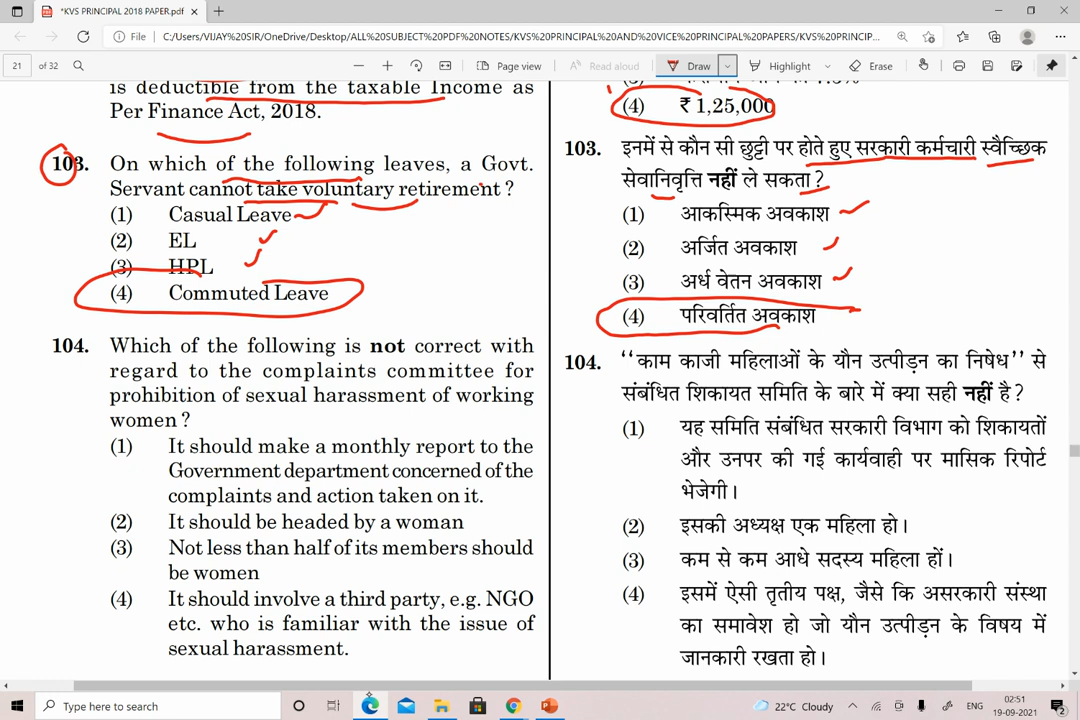 *KVS PRINCIPAL 2018 PAPER.pdf
File
C:/Users/VIJAY%20SIR/OneDrive/Desktop/ALL%20SUBJECT%20PDF%20NOTES/KVS%20PRINCIPAL%20AND%20VICE%20PRINCIPAL%20PAPERS/KVS%20PRINCIPAL...
21 of 32
Page view
Read aloud
Draw
Highlight
Erase
is deductible from the taxable Income as
Per Finance Act, 2018.
103. On which of the following leaves, a Govt.
Servant cannot take voluntary retirement ?
(1) Casual Leave
(2) EL
(3) HPL
(4) Commuted Leave
104. Which of the following is not correct with
regard to the complaints committee for
prohibition of sexual harassment of working
women ?
(1) It should make a monthly report to the
Government department concerned of the
complaints and action taken on it.
(2) It should be headed by a woman
(3) Not less than half of its members should
be women
(4) It should involve a third party, e.g. NGO
etc. who is familiar with the issue of
sexual harassment.
(4) ₹ 1,25,000
103. इनमें से कौन सी छुट्टी पर होते हुए सरकारी कर्मचारी स्वैच्छिक
सेवानिवृत्ति नहीं ले सकता ?
(1) आकस्मिक अवकाश
(2) अर्जित अवकाश
(3) अर्ध वेतन अवकाश
(4) परिवर्तित अवकाश
104. ‘‘काम काजी महिलाओं के यौन उत्पीड़न का निषेध’’ से
संबंधित शिकायत समिति के बारे में क्या सही नहीं है ?
(1) यह समिति संबंधित सरकारी विभाग को शिकायतों
और उनपर की गई कार्यवाही पर मासिक रिपोर्ट
भेजेगी ।
(2) इसकी अध्यक्ष एक महिला हो ।
(3) कम से कम आधे सदस्य महिला हों ।
(4) इसमें ऐसी तृतीय पक्ष, जैसे कि असरकारी संस्था
का समावेश हो जो यौन उत्पीड़न के विषय में
जानकारी रखता हो ।
Type here to search
22°C Cloudy
ENG
02:51
19-09-2021
2